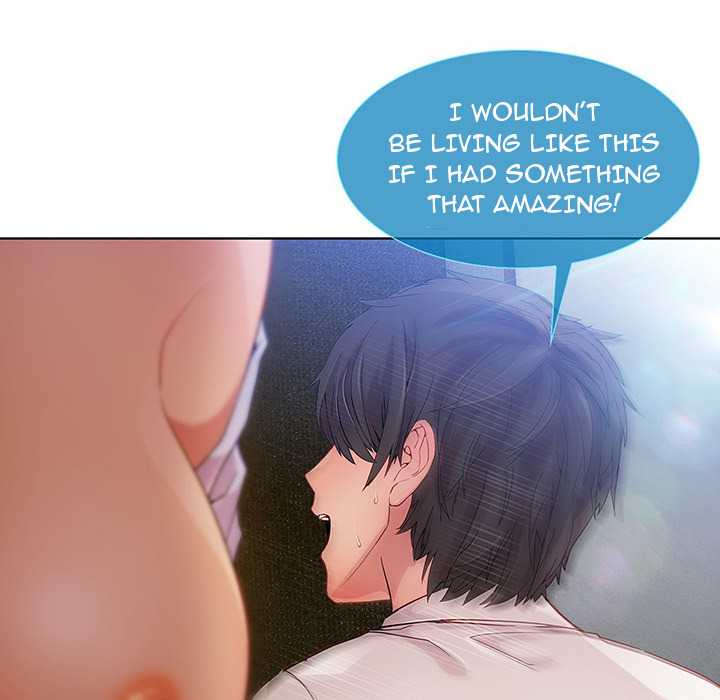 I WOULDN'T
BE LIVING LIKE THIS
IF I HAD SOMETHING
THAT AMAZING!